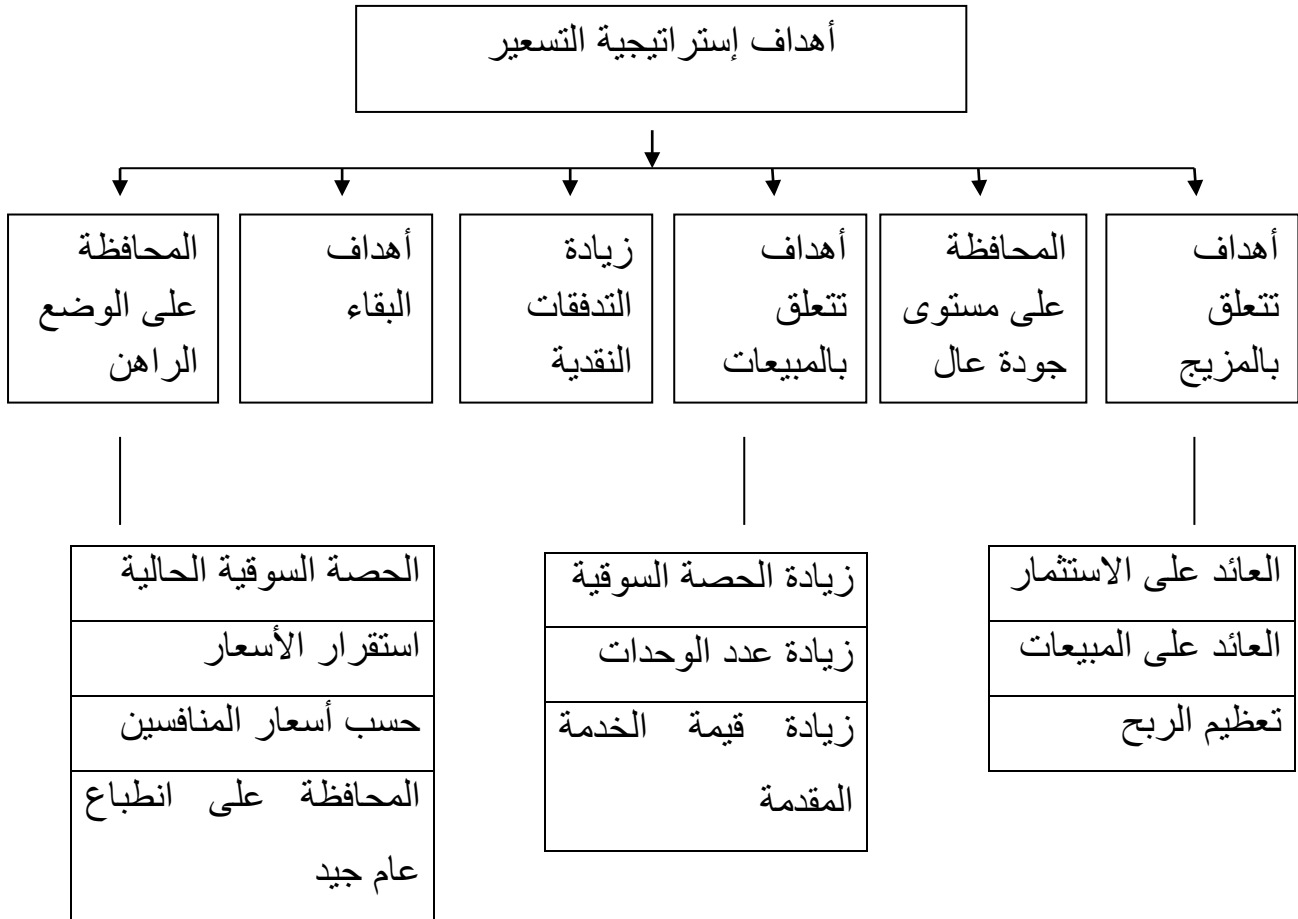 أهداف إستراتيجية التسعير
أهداف
تتعلق
بالمزيج
المحافظة
على مستوى
جودة عال
أهداف
تتعلق
بالمبيعات
زيادة
التدفقات
النقدية
أهداف
البقاء
المحافظة
على الوضع
الراهن
العائد على الاستثمار
العائد على المبيعات
تعظيم الربح
زيادة الحصة السوقية
زيادة عدد الوحدات
زيادة قيمة الخدمة
المقدمة
الحصة السوقية الحالية
استقرار الأسعار
حسب أسعار المنافسين
المحافظة على انطباع
عام جيد